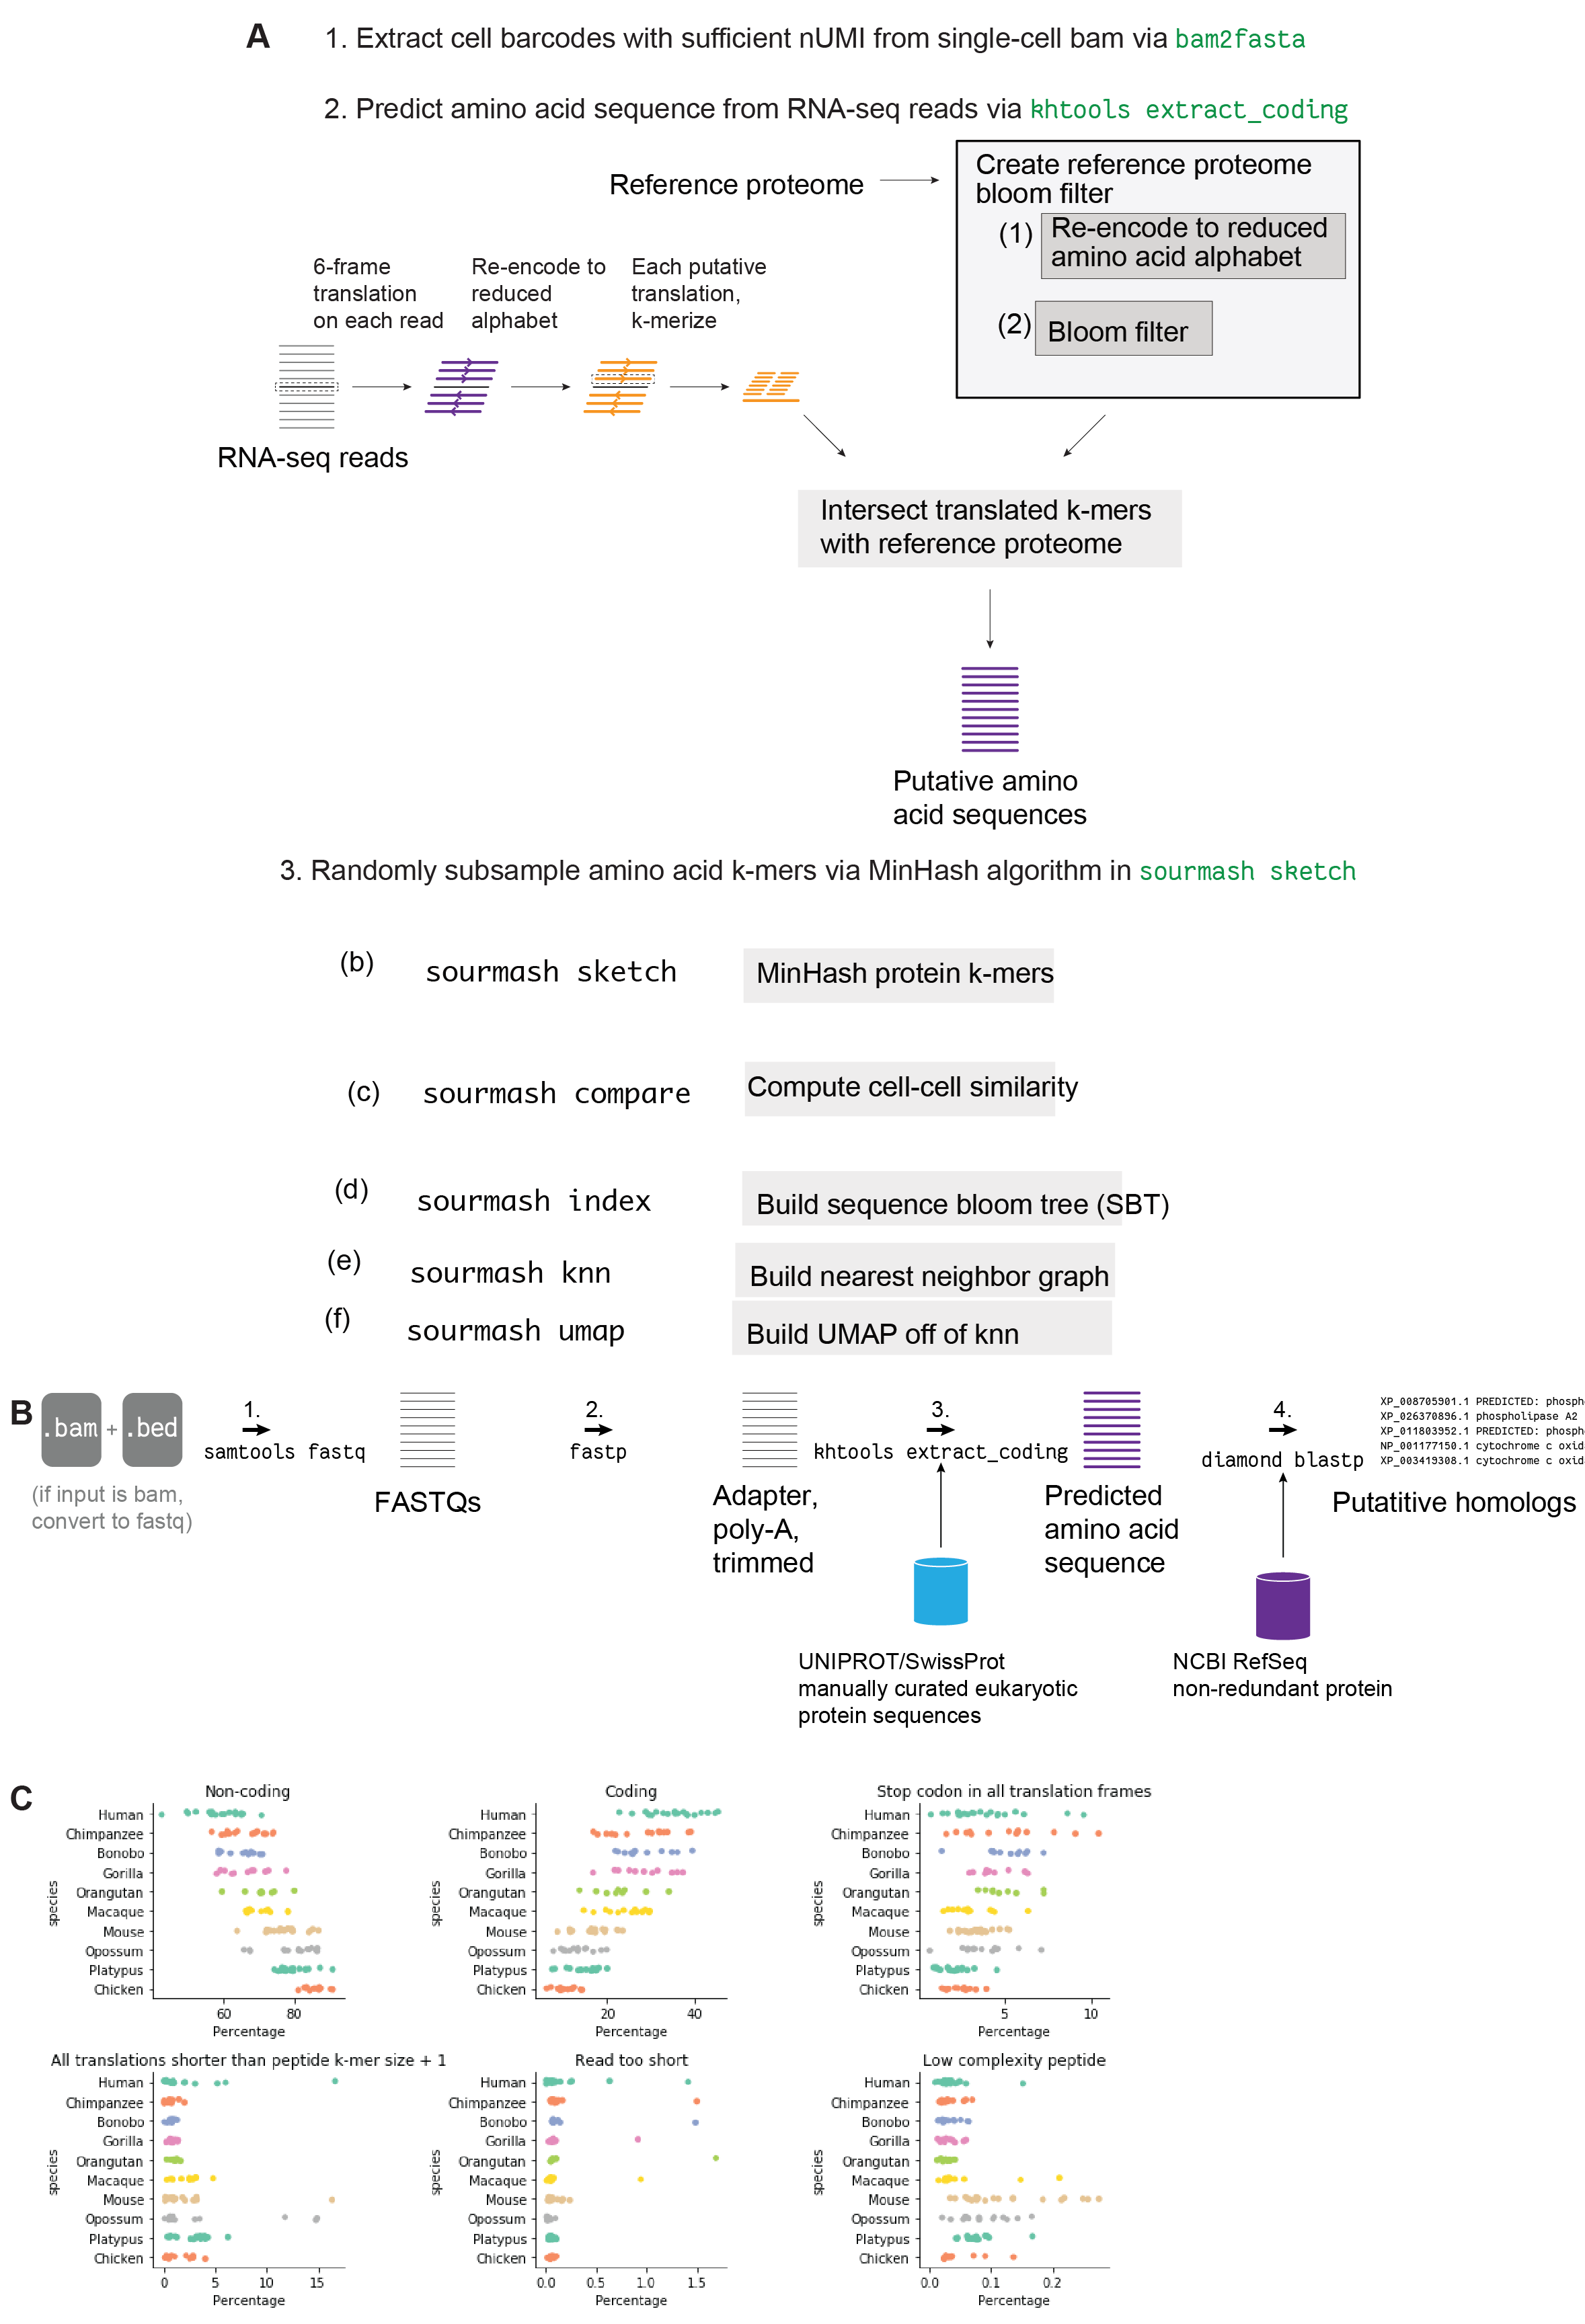 A
1. Extract cell barcodes with sufficient nUMI from single-cell bam via bam2fasta
2. Predict amino acid sequence from RNA-seq reads via khtools extract_coding
Reference proteome
Create reference proteome
bloom filter
(1)
Re-encode to reduced
amino acid alphabet
(2)
Bloom filter
6-frame
translation
on each read
Re-encode to
reduced
alphabet
Each putative
translation,
k-merize
RNA-seq reads
Intersect translated k-mers
with reference proteome
Putative amino
acid sequences
3. Randomly subsample amino acid k-mers via MinHash algorithm in sourmash sketch
(b) sourmash sketch MinHash protein k-mers
(c) sourmash compare Compute cell-cell similarity
(d) sourmash index Build sequence bloom tree (SBT)
(e) sourmash knn Build nearest neighbor graph
(f) sourmash umap Build UMAP off of knn
B
.bam + .bed
(if input is bam,
convert to fastq)
1.
samtools fastq
FASTQs
2.
fastp
Adapter,
poly-A,
trimmed
3.
khtools extract_coding
UNIPROT/SwissProt
manually curated eukaryotic
protein sequences
Predicted
amino acid
sequence
4.
diamond blastp
NCBI RefSeq
non-redundant protein
XP_008705901.1 PREDICTED: phosph
XP_026370896.1 phospholipase A2
XP_011803952.1 PREDICTED: phosph
NP_001177150.1 cytochrome c oxid
XP_003419308.1 cytochrome c oxid
Putatitive homologs
C
Non-coding
species
Human
Chimpanzee
Bonobo
Gorilla
Orangutan
Macaque
Mouse
Opossum
Platypus
Chicken
60 80
Percentage
Coding
species
Human
Chimpanzee
Bonobo
Gorilla
Orangutan
Macaque
Mouse
Opossum
Platypus
Chicken
20 40
Percentage
Stop codon in all translation frames
species
Human
Chimpanzee
Bonobo
Gorilla
Orangutan
Macaque
Mouse
Opossum
Platypus
Chicken
5 10
Percentage
All translations shorter than peptide k-mer size + 1
species
Human
Chimpanzee
Bonobo
Gorilla
Orangutan
Macaque
Mouse
Opossum
Platypus
Chicken
0 5 10 15
Percentage
Read too short
species
Human
Chimpanzee
Bonobo
Gorilla
Orangutan
Macaque
Mouse
Opossum
Platypus
Chicken
0.0 0.5 1.0 1.5
Percentage
Low complexity peptide
species
Human
Chimpanzee
Bonobo
Gorilla
Orangutan
Macaque
Mouse
Opossum
Platypus
Chicken
0.0 0.1 0.2
Percentage